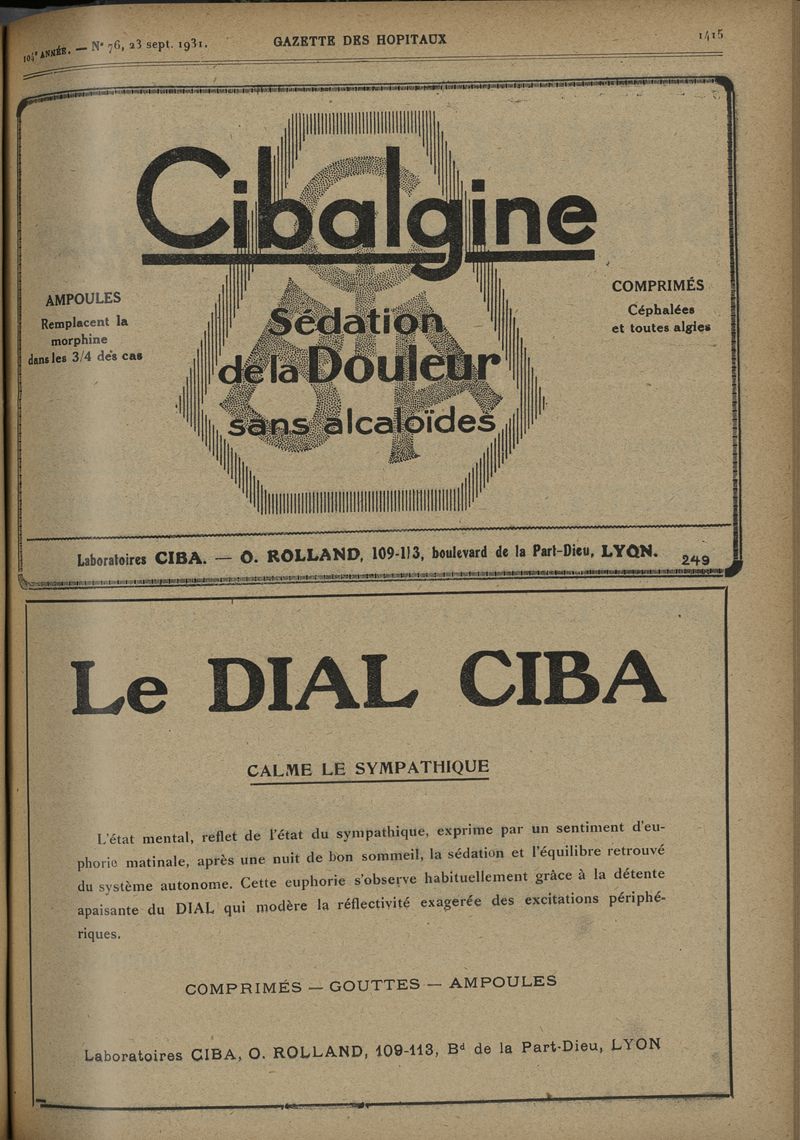 104e ANNÉE. — N° 76, 23 sept. 1931. GAZETTE DES HOPITAUX 1415
Cibalgine
AMPOULES
Remplacent la
morphine
dans les 3/4 des cas
COMPRIMÉS
Céphalées
et toutes algies
Sédation
de la Douleur
sans alcaloïdes
CIBA
Laboratoires CIBA. — O. ROLLAND, 109-113, boulevard de la Part-Dieu, LYON. 249
Le DIAL CIBA
CALME LE SYMPATHIQUE
L'état mental, reflet de l'état du sympathique, exprime par un sentiment d'eu-
phorie matinale, après une nuit de bon sommeil, la sédation et l'équilibre retrouvé
du système autonome. Cette euphorie s'observe habituellement grâce à la détente
apaisante du DIAL qui modère la réflectivité exagerée des excitations périphé-
riques.
COMPRIMÉS — GOUTTES — AMPOULES
Laboratoires CIBA, O. ROLLAND, 109-113, Bd de la Part-Dieu, LYON